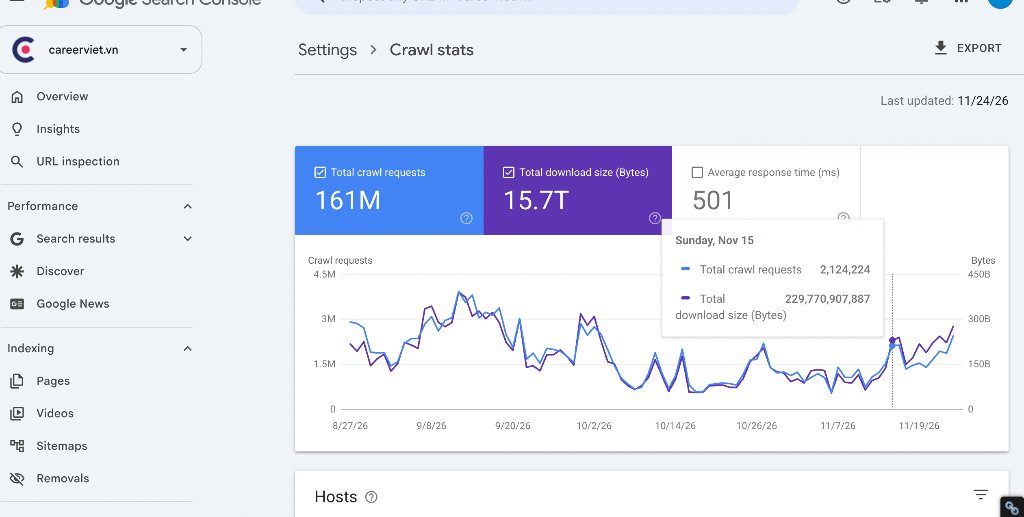 Google Search Console
careerviet.vn
Settings > Crawl stats
EXPORT
Last updated: 11/24/26
Overview
Insights
URL inspection
Performance
Search results
Discover
Google News
Indexing
Pages
Videos
Sitemaps
Removals
Total crawl requests
161M
Total download size (Bytes)
15.7T
Average response time (ms)
501
Sunday, Nov 15
Total crawl requests 2,124,224
Total 229,770,907,887
download size (Bytes)
Crawl requests
Bytes
4.5M
450B
3M
300B
1.5M
150B
0
0
8/27/26
9/8/26
9/20/26
10/2/26
10/14/26
10/26/26
11/7/26
11/19/26
Hosts